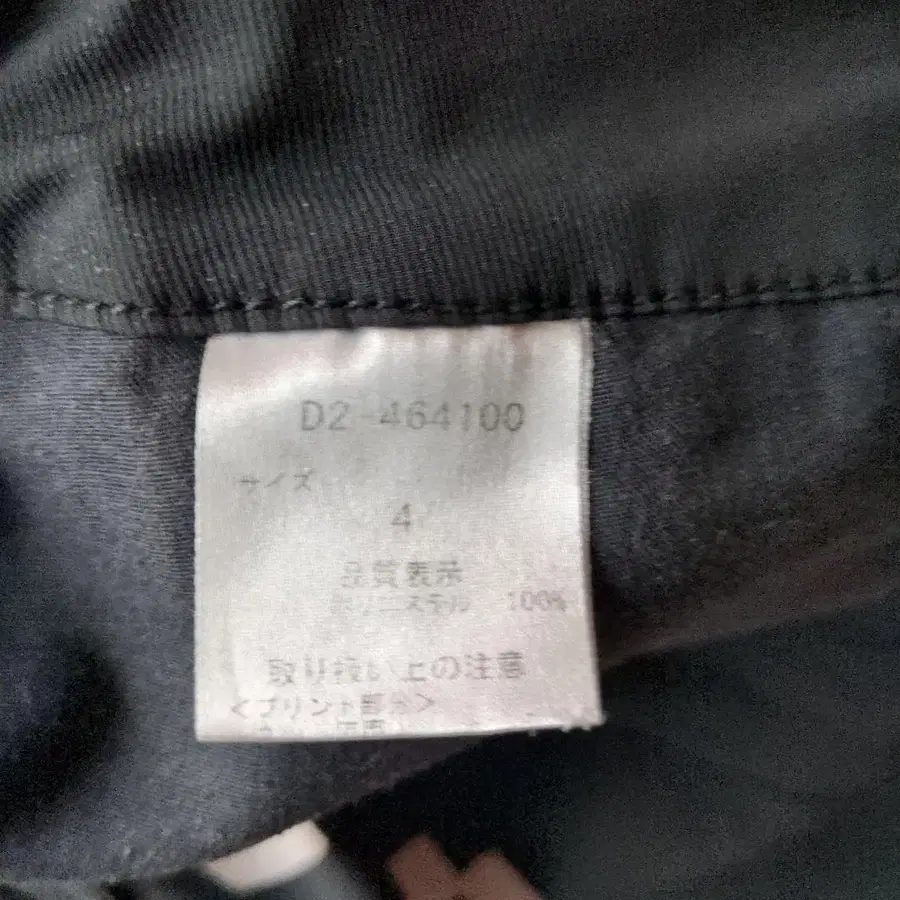 D2-464100
サイズ
4
品質表示
ポリエステル 100%
取り扱い上の注意
<プリント部分>